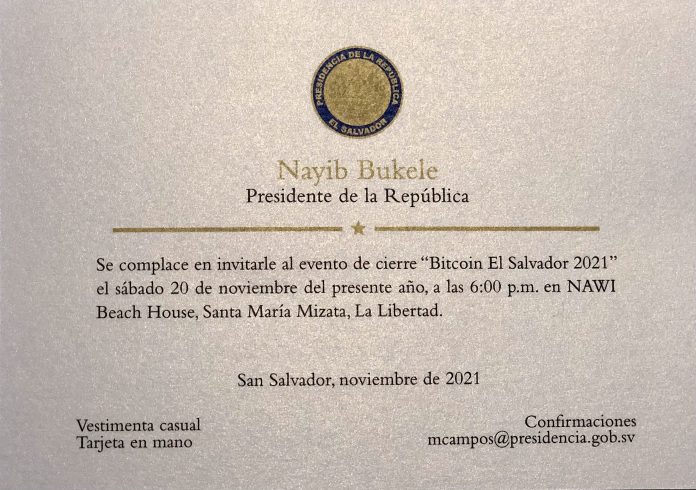 PRESIDENCIA DE LA REPÚBLICA
EL SALVADOR
Nayib Bukele
Presidente de la República
Se complace en invitarle al evento de cierre “Bitcoin El Salvador 2021”
el sábado 20 de noviembre del presente año, a las 6:00 p.m. en NAWI
Beach House, Santa María Mizata, La Libertad.
San Salvador, noviembre de 2021
Vestimenta casual
Tarjeta en mano
Confirmaciones
mcampos@presidencia.gob.sv